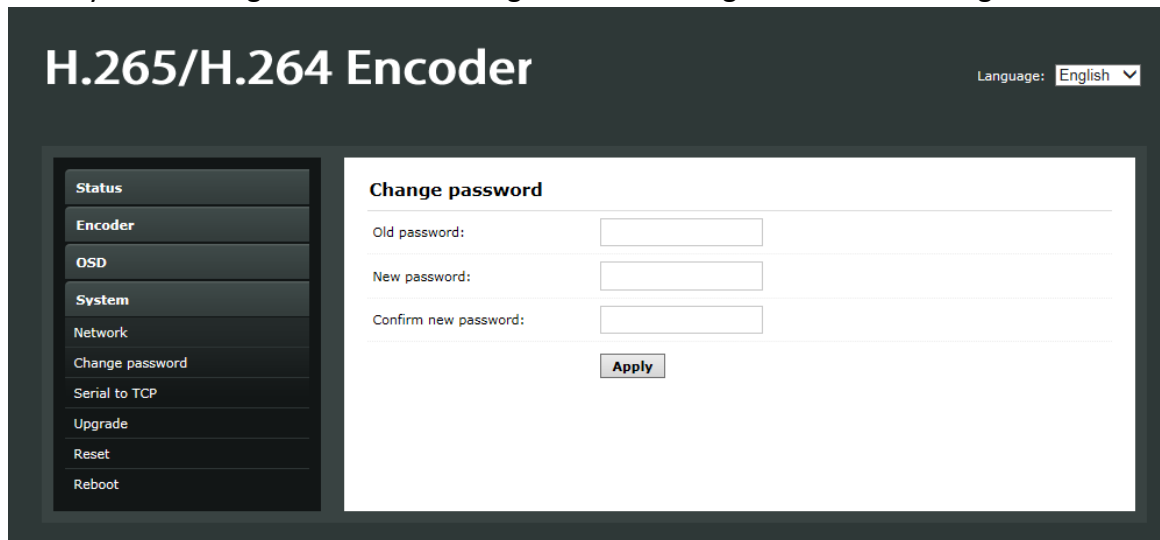 H.265/H.264 Encoder
Language: English
Status
Encoder
OSD
System
Network
Change password
Serial to TCP
Upgrade
Reset
Reboot
Change password
Old password:
New password:
Confirm new password:
Apply